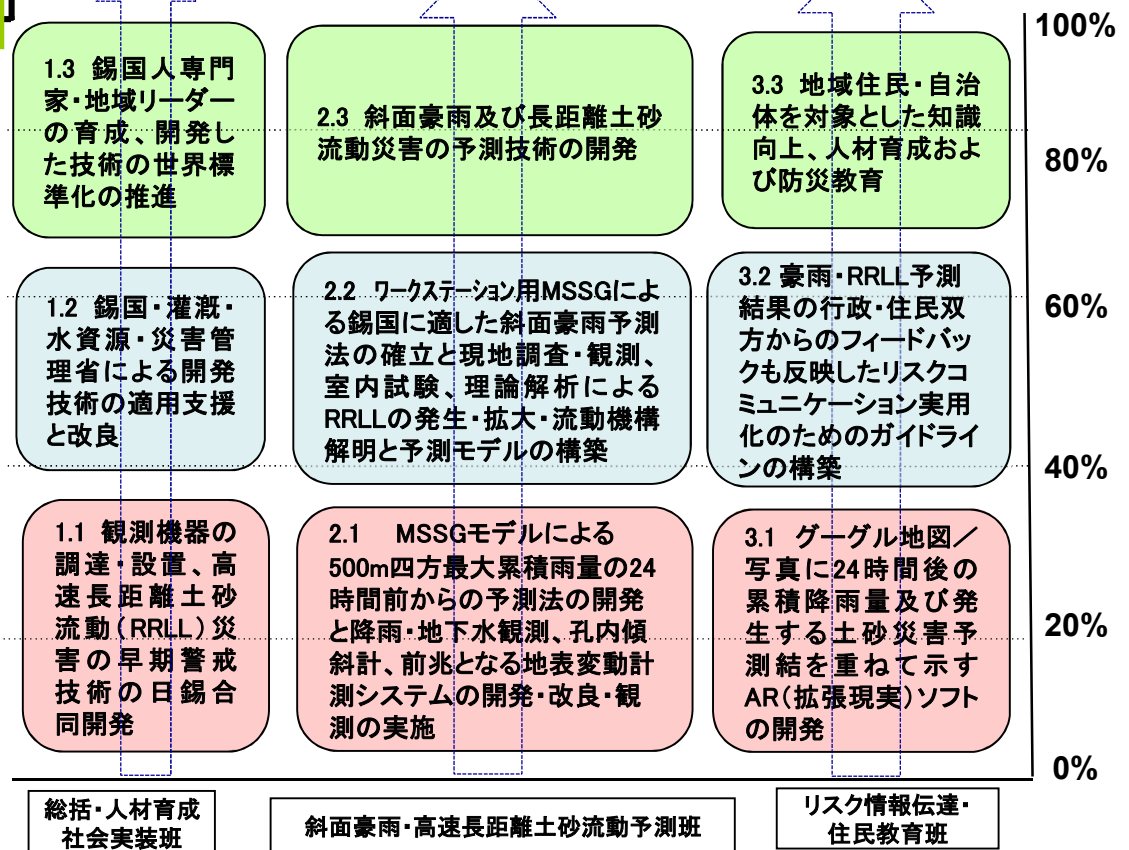 100%
1.3 錫国人専門
家・地域リーダー
の育成、開発し
た技術の世界標
準化の推進
2.3 斜面豪雨及び長距離土砂
流動災害の予測技術の開発
3.3 地域住民・自治
体を対象とした知識
向上、人材育成およ
び防災教育
80%
1.2 錫国・灌漑・
水資源・災害管
理省による開発
技術の適用支援
と改良
2.2 ワークステーション用MSSGによ
る錫国に適した斜面豪雨予測
法の確立と現地調査・観測、
室内試験、理論解析による
RRLLの発生・拡大・流動機構
解明と予測モデルの構築
3.2 豪雨・RRLL予測
結果の行政・住民双
方からのフィードバッ
クも反映したリスクコ
ミュニケーション実用
化のためのガイドライ
ンの構築
60%
40%
1.1 観測機器の
調達・設置、高
速長距離土砂
流動(RRLL)災
害の早期警戒
技術の日錫合
同開発
2.1 MSSGモデルによる
500m四方最大累積雨量の24
時間前からの予測法の開発
と降雨・地下水観測、孔内傾
斜計、前兆となる地表変動計
測システムの開発・改良・観
測の実施
3.1 グーグル地図／
写真に24時間後の
累積降雨量及び発
生する土砂災害予
測結を重ねて示す
AR(拡張現実)ソフト
の開発
20%
0%
総括・人材育成
社会実装班
斜面豪雨・高速長距離土砂流動予測班
リスク情報伝達・
住民教育班